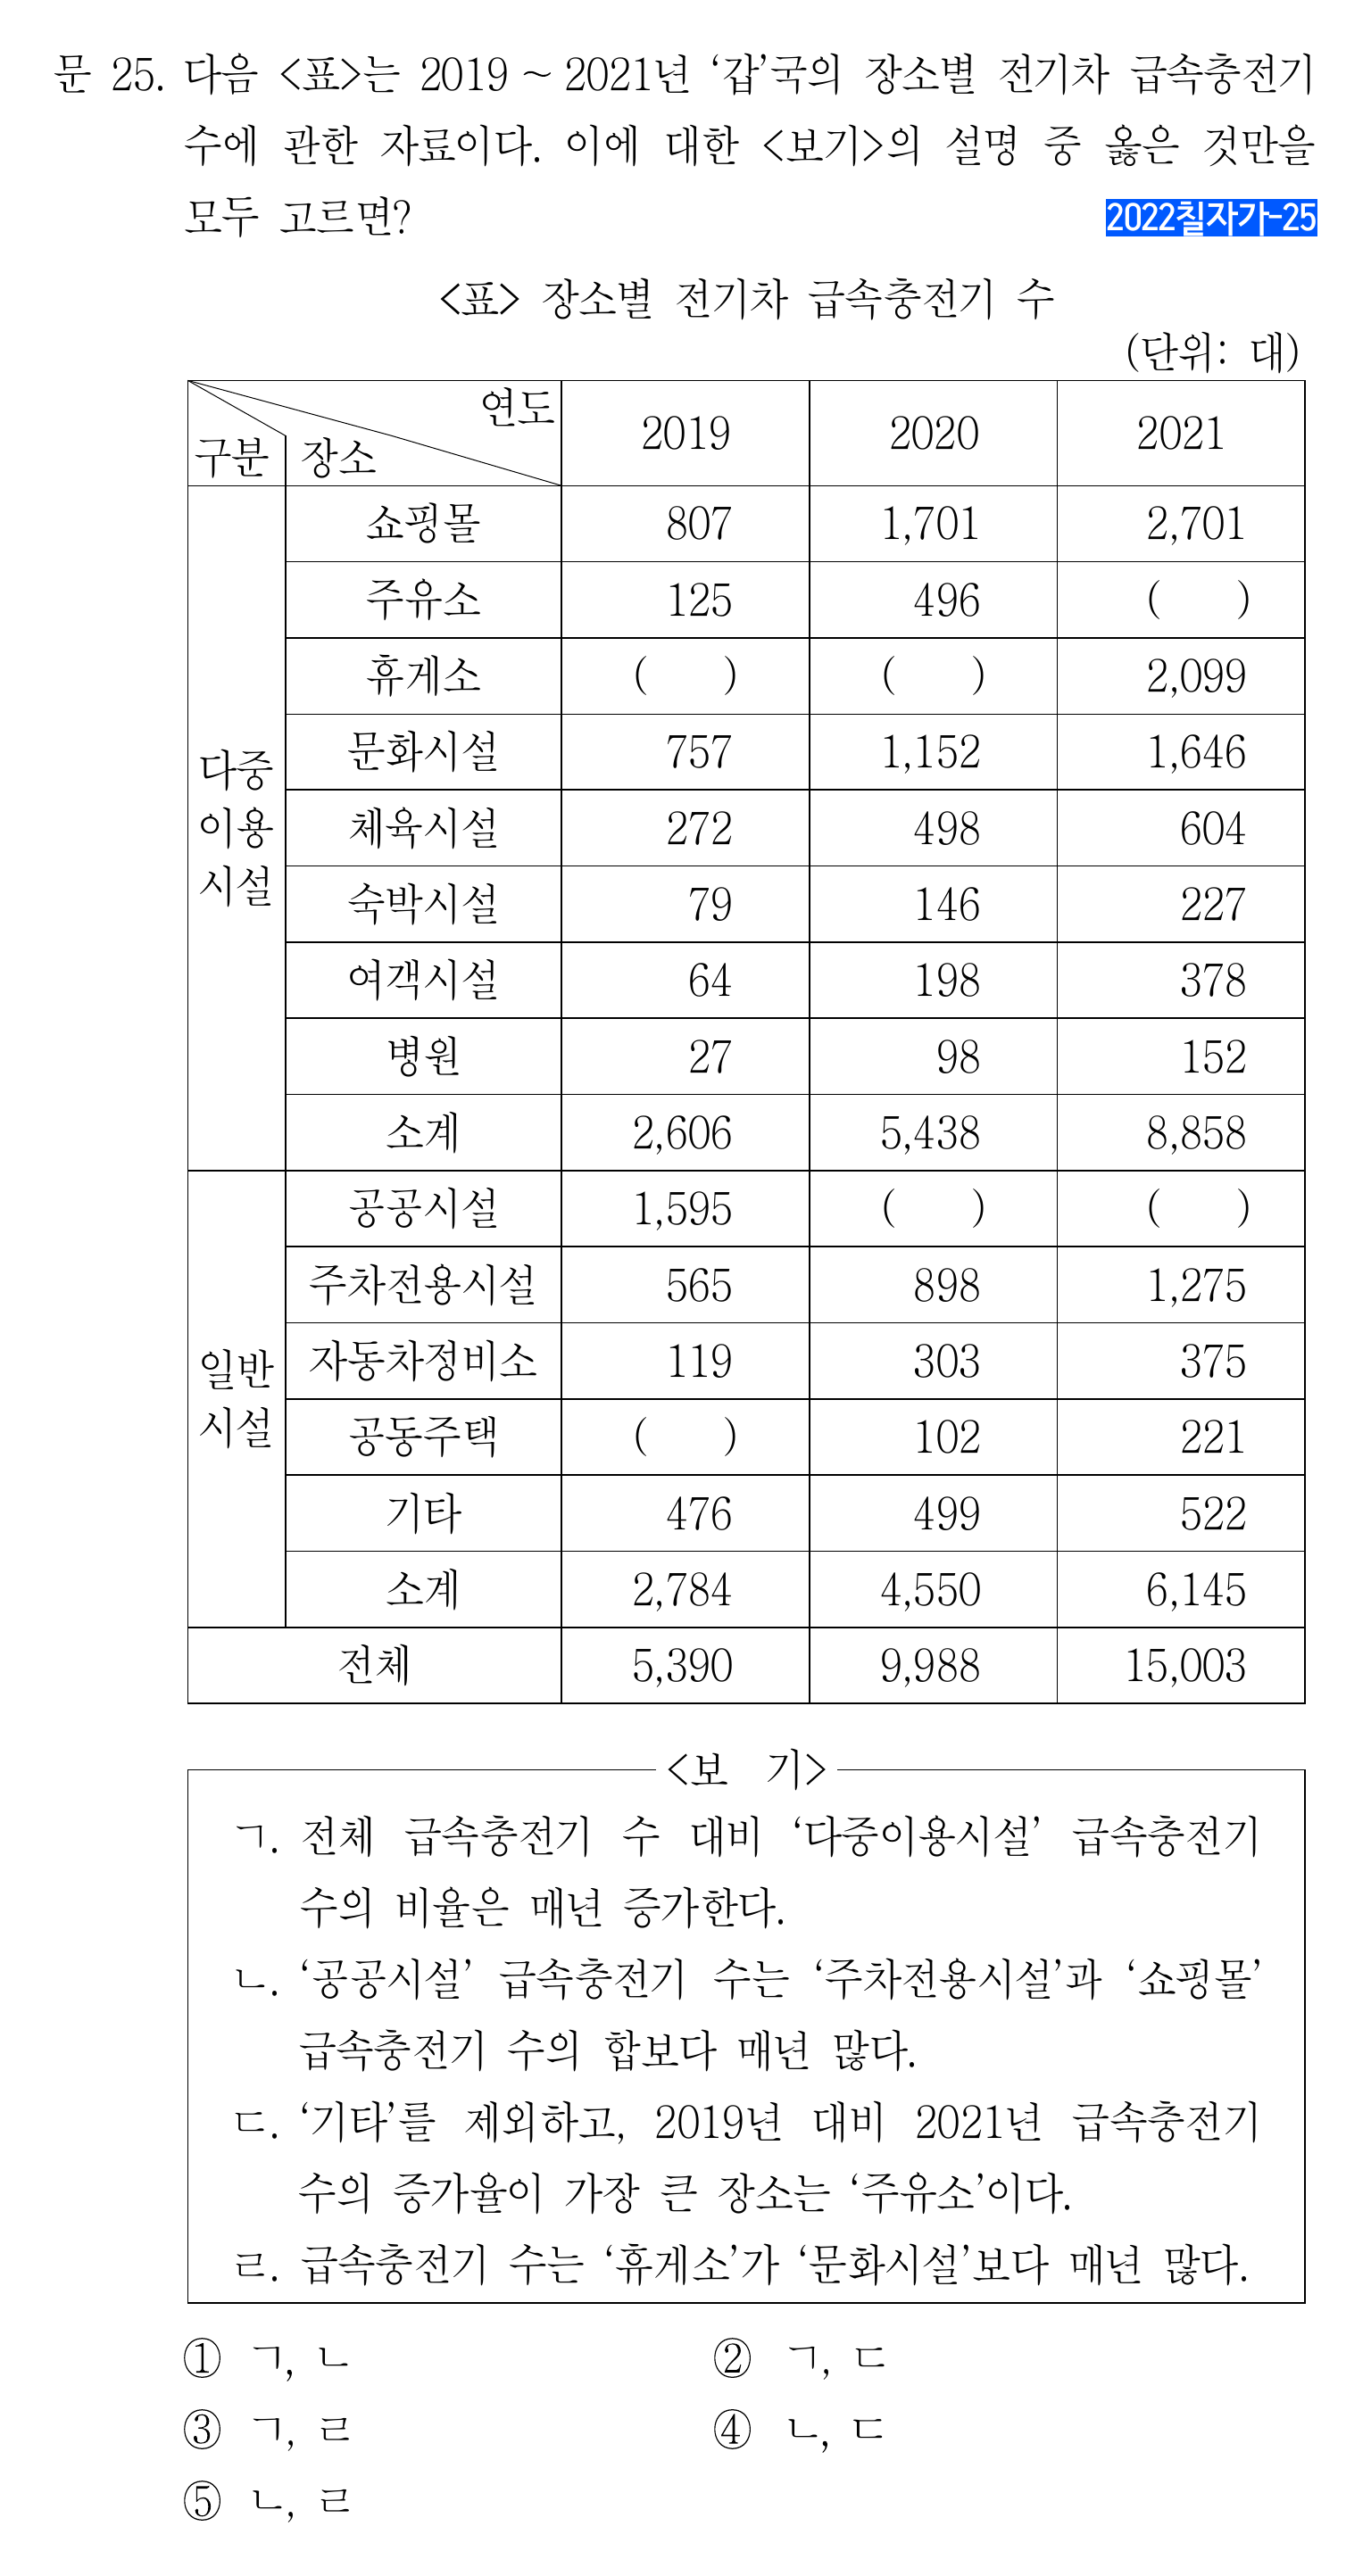 문 25. 다음 <표>는 2019 ~ 2021년 ‘갑’국의 장소별 전기차 급속충전기
수에 관한 자료이다. 이에 대한 <보기>의 설명 중 옳은 것만을
모두 고르면?
2022칠자가-25
<표> 장소별 전기차 급속충전기 수
(단위: 대)
구분 장소 연도 2019 2020 2021
다중이용시설
쇼핑몰 807 1,701 2,701
주유소 125 496 ( )
휴게소 ( ) ( ) 2,099
문화시설 757 1,152 1,646
체육시설 272 498 604
숙박시설 79 146 227
여객시설 64 198 378
병원 27 98 152
소계 2,606 5,438 8,858
일반시설
공공시설 1,595 ( ) ( )
주차전용시설 565 898 1,275
자동차정비소 119 303 375
공동주택 ( ) 102 221
기타 476 499 522
소계 2,784 4,550 6,145
전체 5,390 9,988 15,003
<보 기>
ㄱ. 전체 급속충전기 수 대비 ‘다중이용시설’ 급속충전기
수의 비율은 매년 증가한다.
ㄴ. ‘공공시설’ 급속충전기 수는 ‘주차전용시설’과 ‘쇼핑몰’
급속충전기 수의 합보다 매년 많다.
ㄷ. ‘기타’를 제외하고, 2019년 대비 2021년 급속충전기
수의 증가율이 가장 큰 장소는 ‘주유소’이다.
ㄹ. 급속충전기 수는 ‘휴게소’가 ‘문화시설’보다 매년 많다.
① ㄱ, ㄴ ② ㄱ, ㄷ
③ ㄱ, ㄹ ④ ㄴ, ㄷ
⑤ ㄴ, ㄹ